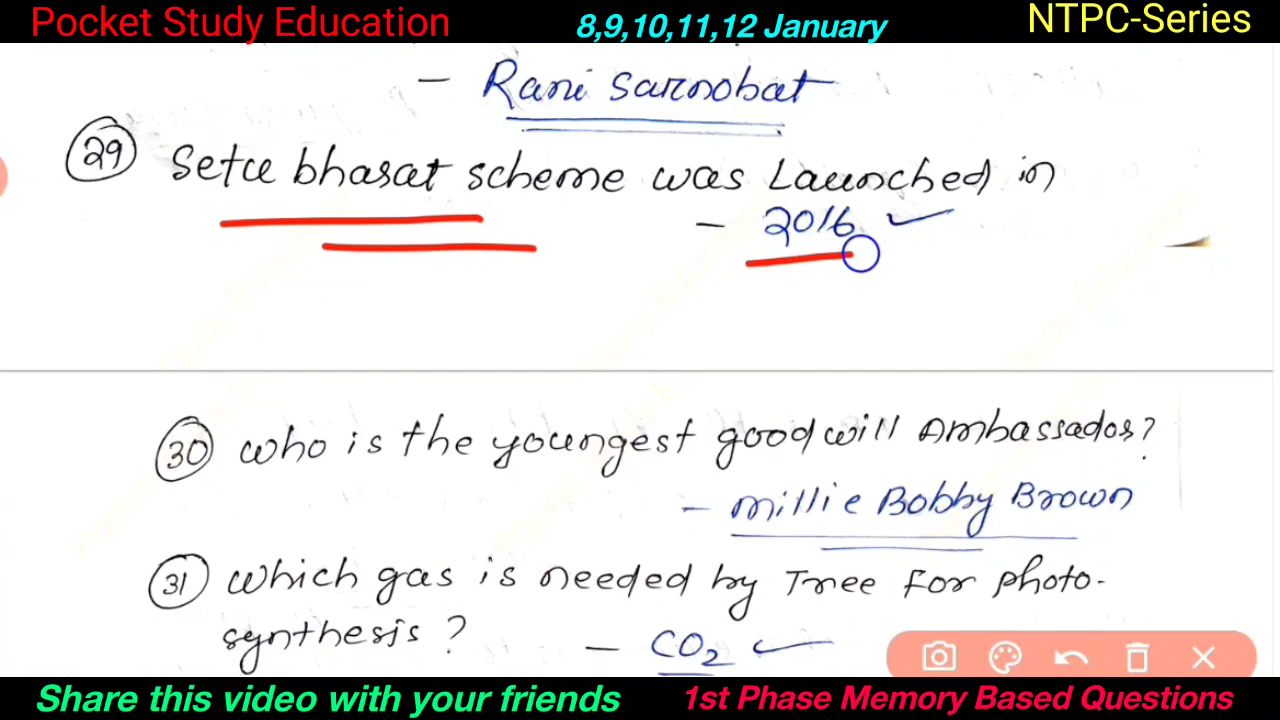 Pocket Study Education
8,9,10,11,12 January
NTPC-Series
- Rani Sarnobat
29 Setu bharat scheme was Launched in
- 2016 ✓
30 who is the youngest goodwill Ambassador?
- Millie Bobby Brown
31 which gas is needed by Tree for photo-
synthesis?
- CO₂ ✓
Share this video with your friends
1st Phase Memory Based Questions